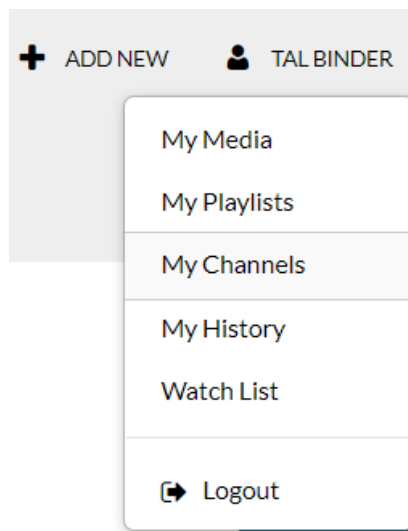 ADD NEW TAL BINDER
My Media
My Playlists
My Channels
My History
Watch List
Logout